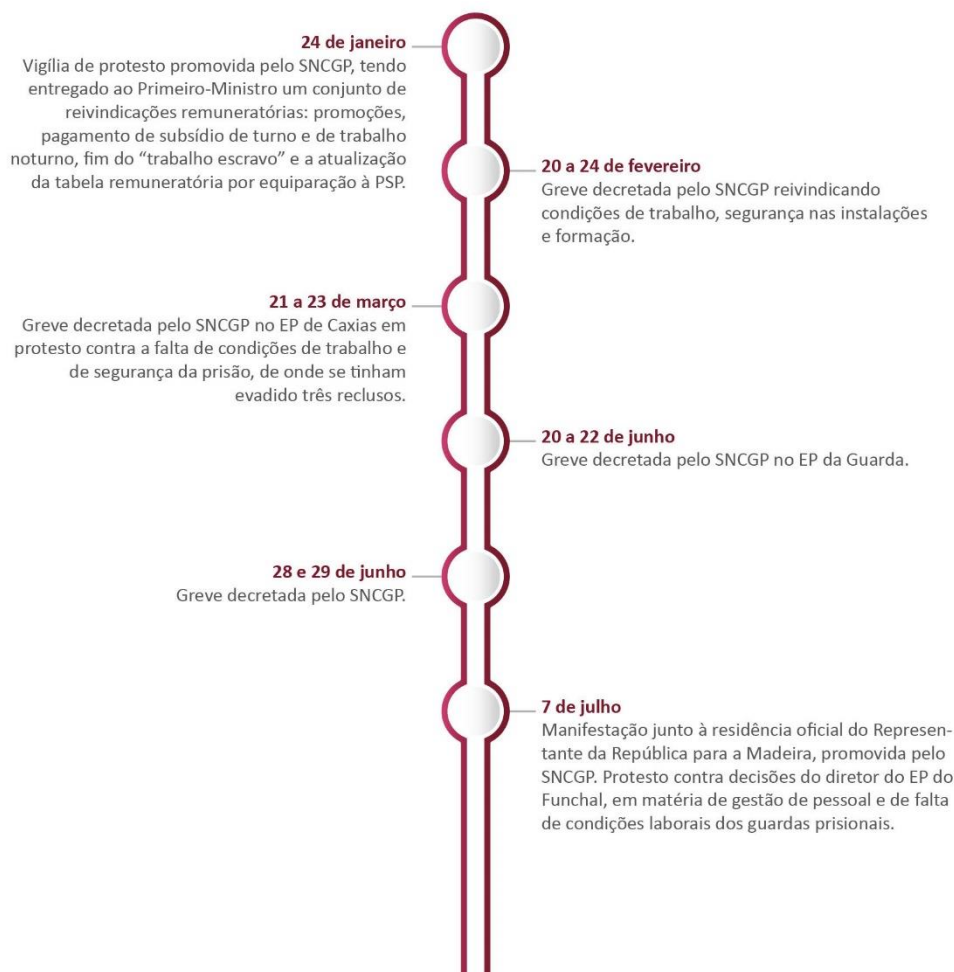 24 de janeiro
Vigília de protesto promovida pelo SNCGP, tendo
entregado ao Primeiro-Ministro um conjunto de
reivindicações remuneratórias: promoções,
pagamento de subsídio de turno e de trabalho
noturno, fim do “trabalho escravo” e a atualização
da tabela remuneratória por equiparação à PSP.
20 a 24 de fevereiro
Greve decretada pelo SNCGP reivindicando
condições de trabalho, segurança nas instalações
e formação.
21 a 23 de março
Greve decretada pelo SNCGP no EP de Caxias em
protesto contra a falta de condições de trabalho e
de segurança da prisão, de onde se tinham
evadido três reclusos.
20 a 22 de junho
Greve decretada pelo SNCGP no EP da Guarda.
28 e 29 de junho
Greve decretada pelo SNCGP.
7 de julho
Manifestação junto à residência oficial do Represen-
tante da República para a Madeira, promovida pelo
SNCGP. Protesto contra decisões do diretor do EP do
Funchal, em matéria de gestão de pessoal e de falta
de condições laborais dos guardas prisionais.